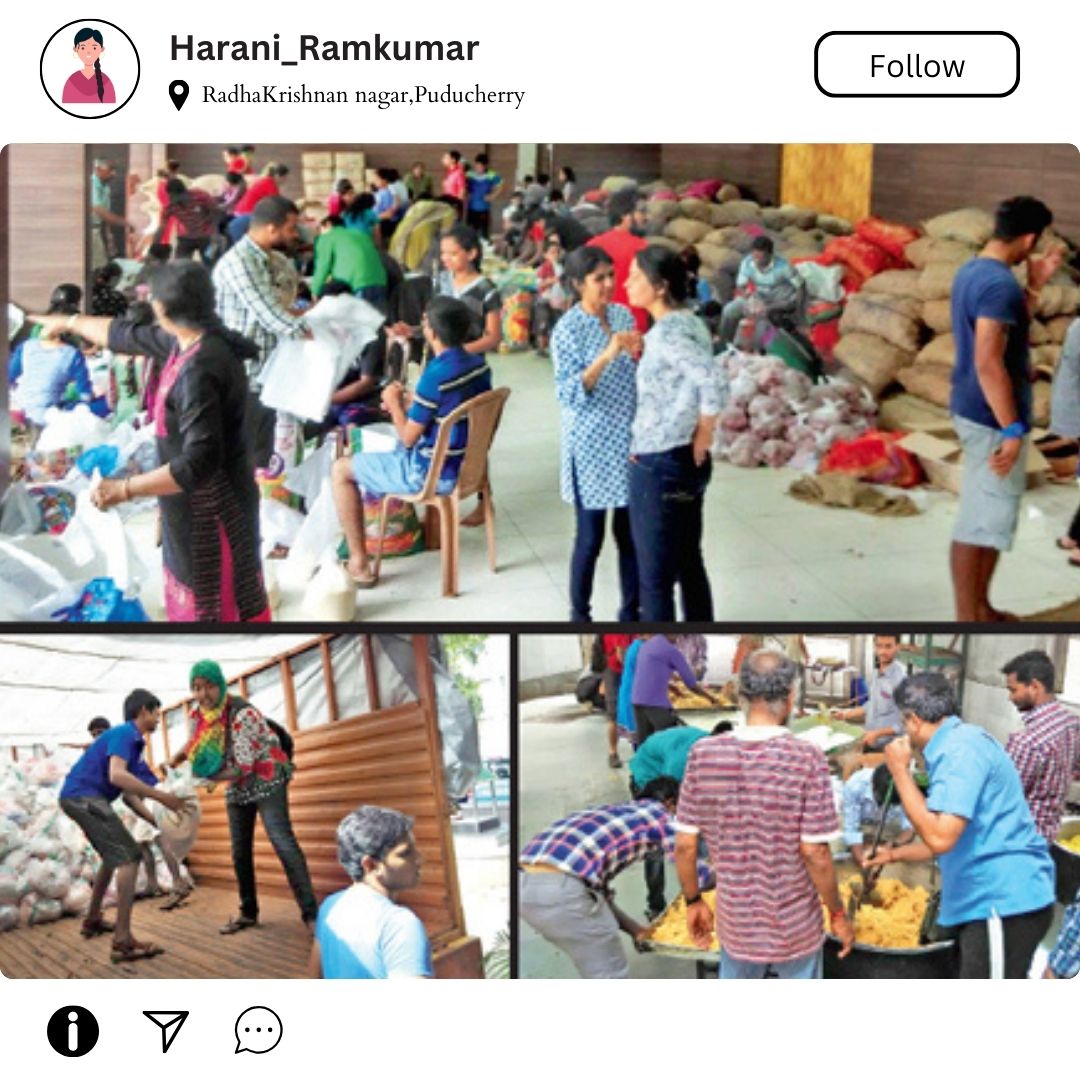 Harani_Ramkumar
RadhaKrishnan nagar,Puducherry
Follow